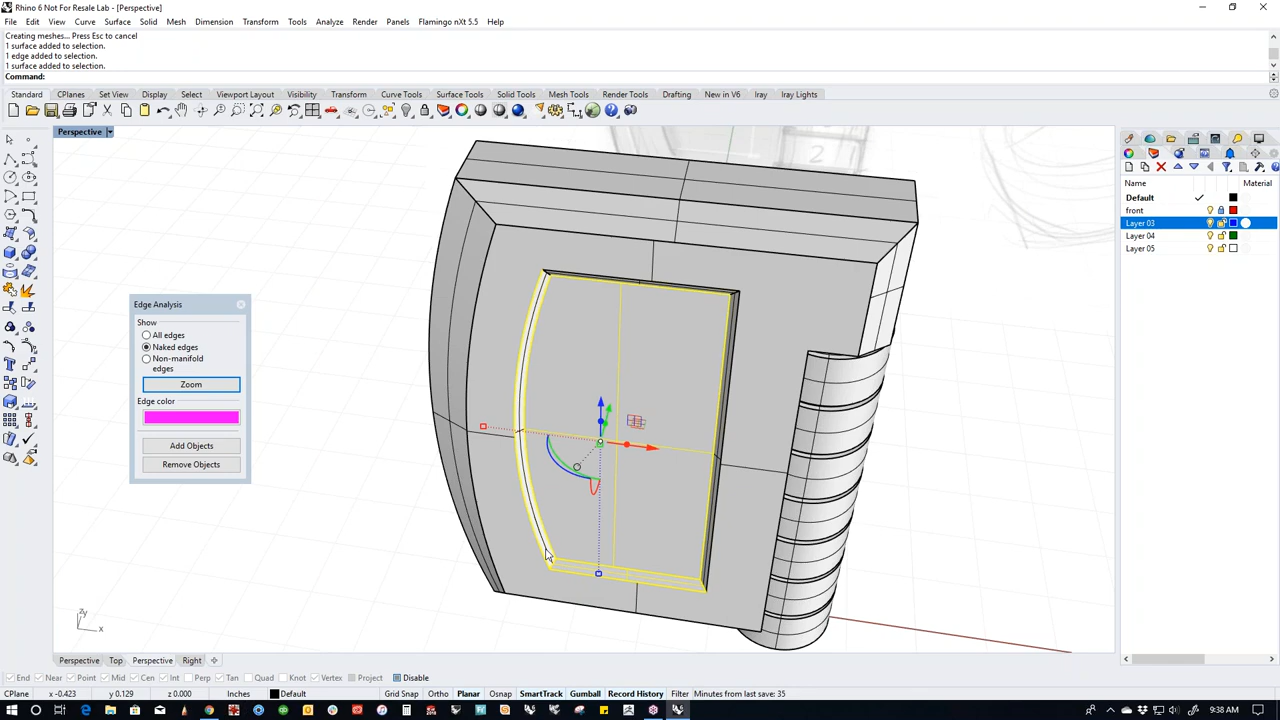 Rhino 6 Not For Resale Lab - [Perspective]
File Edit View Curve Surface Solid Mesh Dimension Transform Tools Analyze Render Panels Flamingo nXt 5.5 Help
Creating meshes... Press Esc to cancel
1 surface added to selection.
1 edge added to selection.
1 surface added to selection.
Command:
Standard CPlanes Set View Display Select Viewport Layout Visibility Transform Curve Tools Surface Tools Solid Tools Mesh Tools Render Tools Drafting New in V6 Iray Iray Lights
Perspective
2
Name Material
Default
front
Layer 03
Layer 04
Layer 05
Edge Analysis
Show
All edges
Naked edges
Non-manifold
edges
Zoom
Edge color
Add Objects
Remove Objects
zy
x
Perspective Top Perspective Right
End Near Point Mid Cen Int Perp Tan Quad Knot Vertex Project Disable
CPlane x -0.423 y 0.129 z 0.000 Inches Default Grid Snap Ortho Planar Osnap SmartTrack Gumball Record History Filter Minutes from last save: 35
9:38 AM